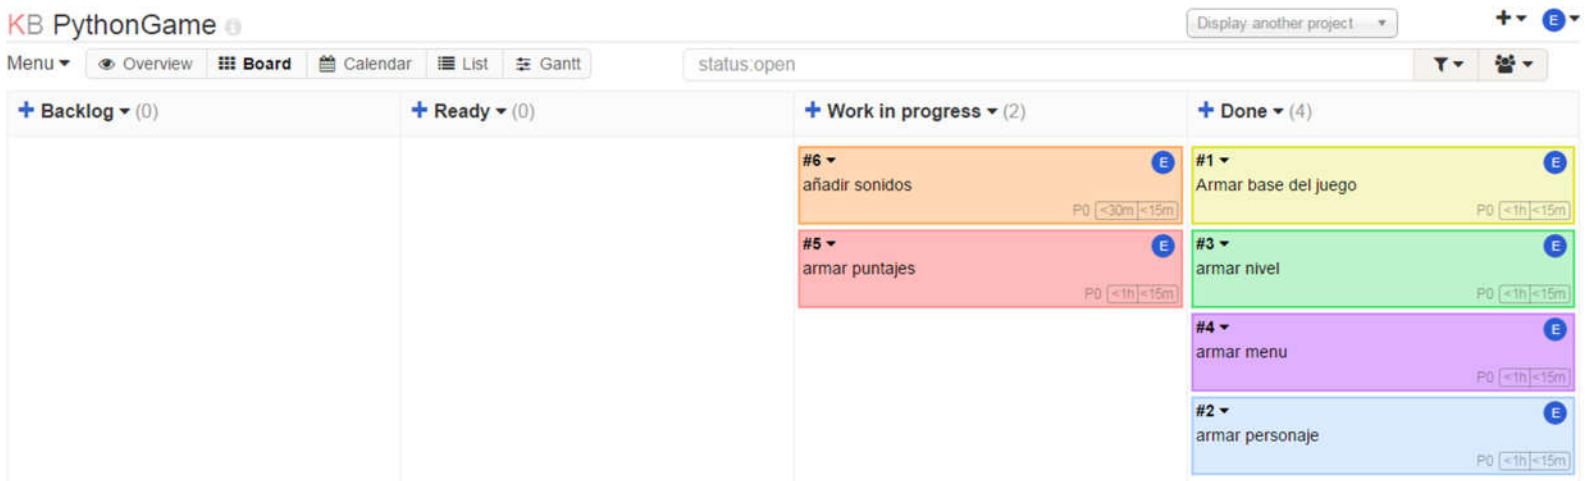 KB PythonGame
Display another project
E
Menu
Overview
Board
Calendar
List
Gantt
status:open
Backlog (0)
Ready (0)
Work in progress (2)
Done (4)
#6
E
añadir sonidos
P0 <30m <15m
#5
E
armar puntajes
P0 <1h <15m
#1
E
Armar base del juego
P0 <1h <15m
#3
E
armar nivel
P0 <1h <15m
#4
E
armar menu
P0 <1h <15m
#2
E
armar personaje
P0 <1h <15m